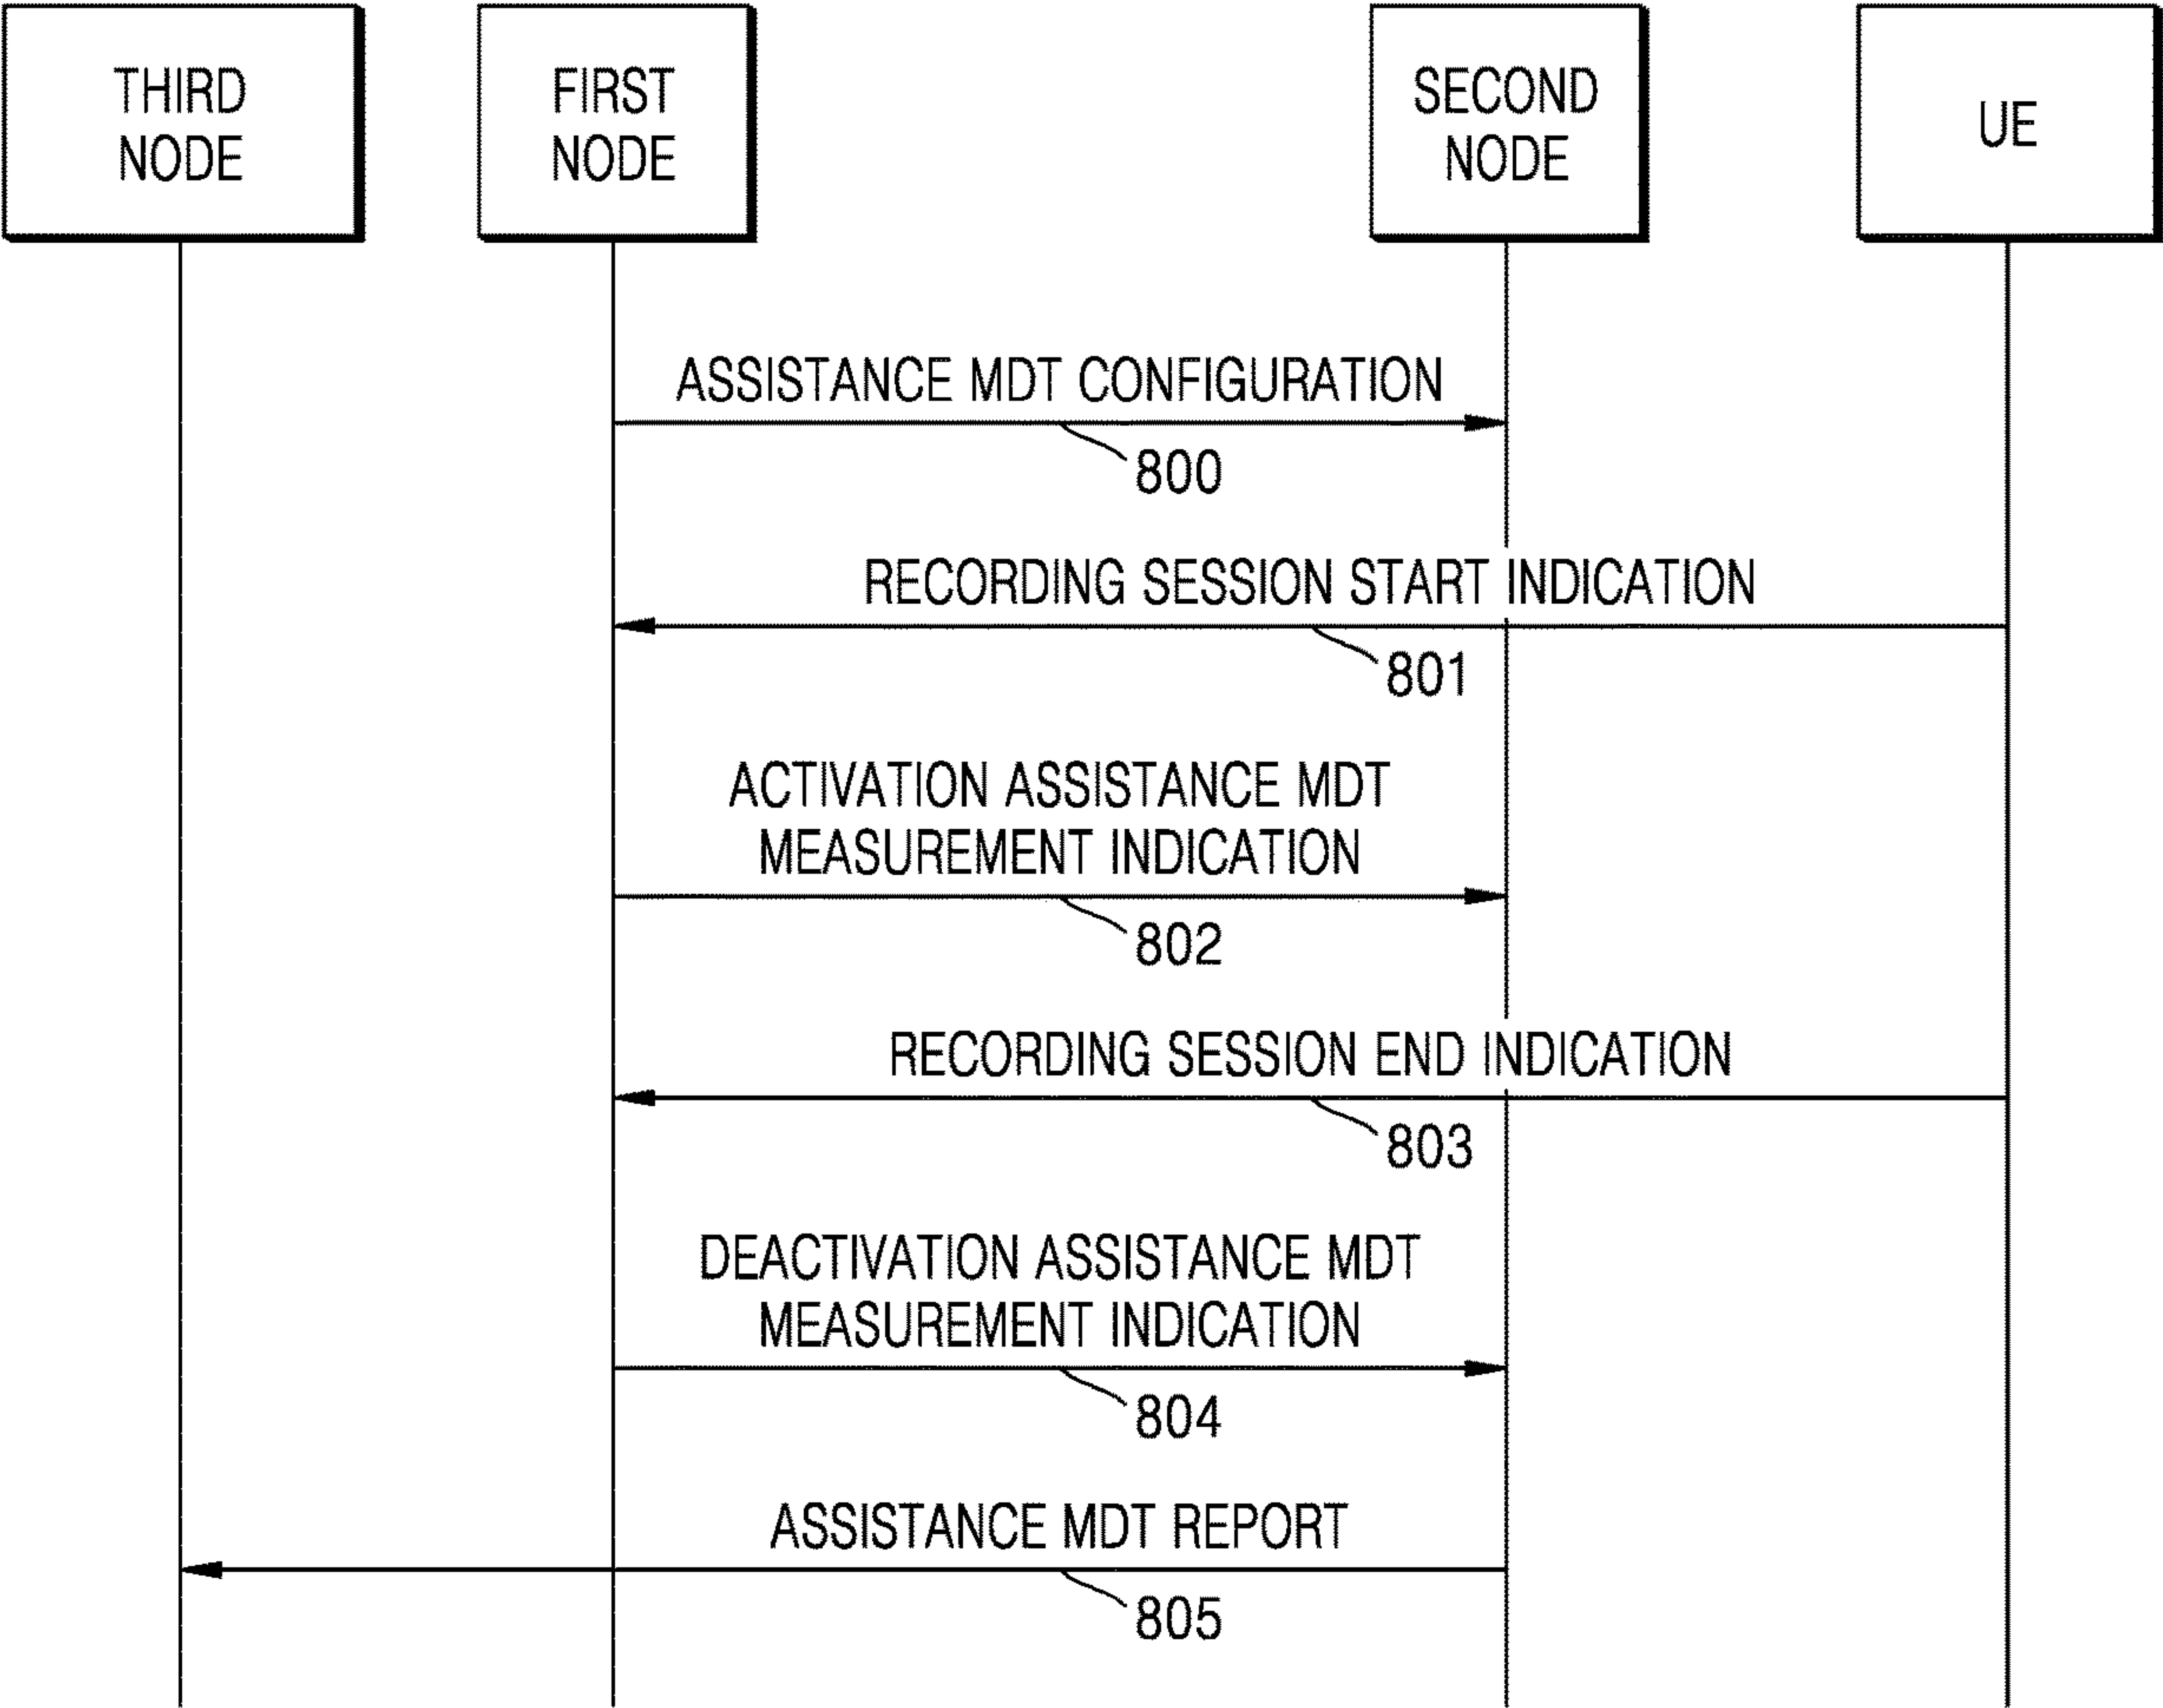 THIRD
NODE
FIRST
NODE
SECOND
NODE
UE
ASSISTANCE MDT CONFIGURATION
800
RECORDING SESSION START INDICATION
801
ACTIVATION ASSISTANCE MDT
MEASUREMENT INDICATION
802
RECORDING SESSION END INDICATION
803
DEACTIVATION ASSISTANCE MDT
MEASUREMENT INDICATION
804
ASSISTANCE MDT REPORT
805